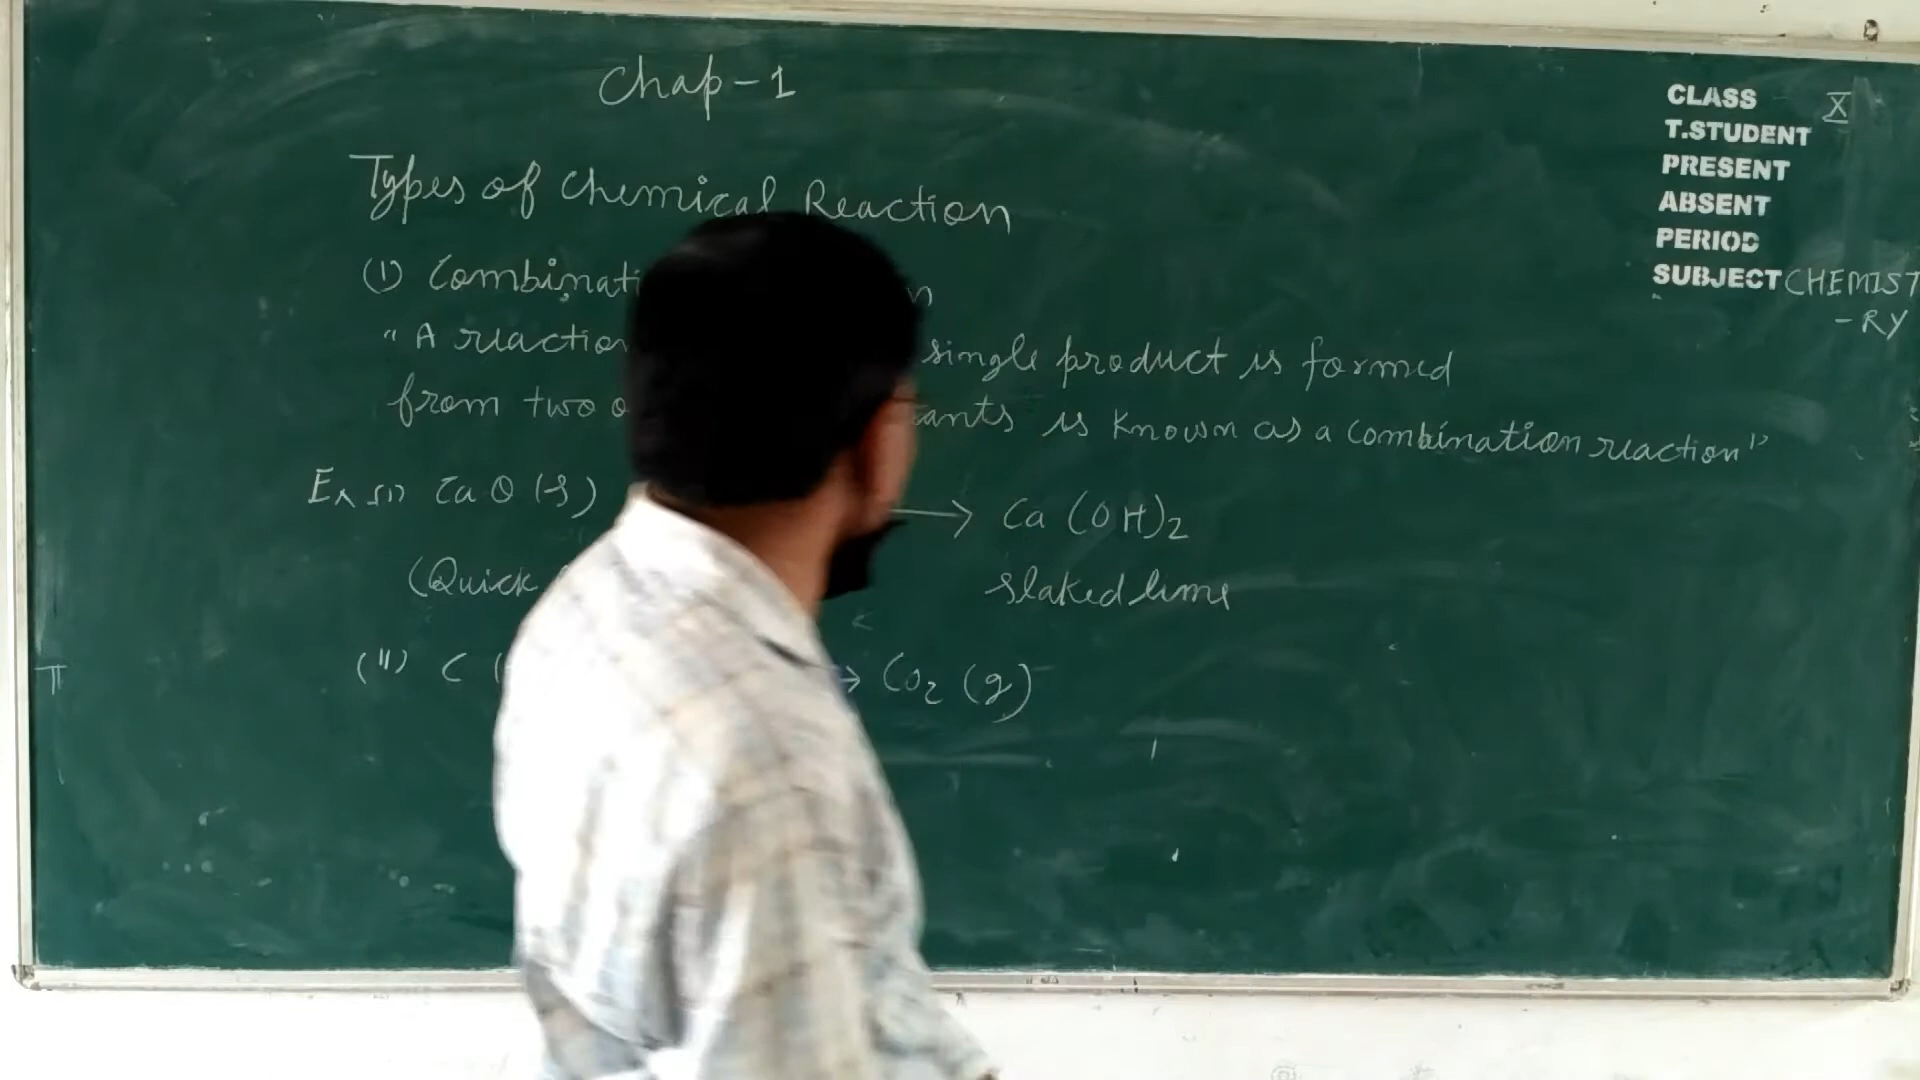 Chap-1
Types of Chemical Reaction
(1) Combinati n
" A reaction single product is formed
from two o tants is known as a combination reaction"
Ex (i) CaO (s) → Ca (OH)2
(Quick slaked lime
(ii) C ( → CO2 (g)
CLASS X
T.STUDENT
PRESENT
ABSENT
PERIOD
SUBJECT CHEMIST
-RY